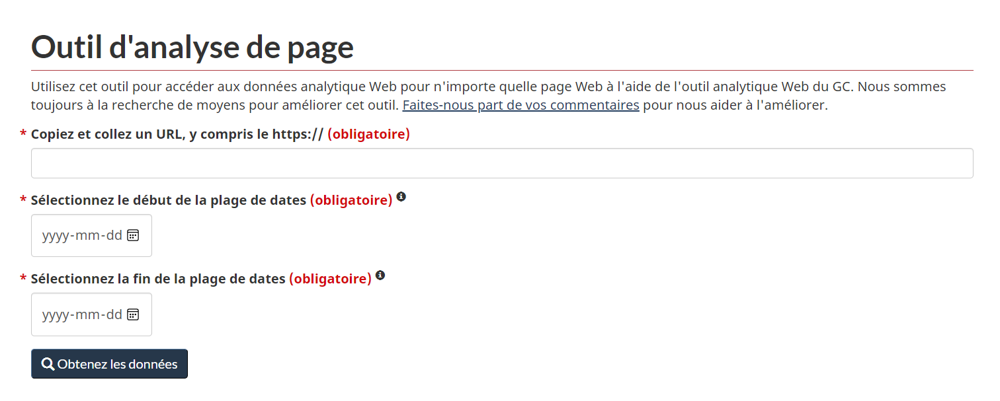 Outil d'analyse de page
Utilisez cet outil pour accéder aux données analytique Web pour n'importe quelle page Web à l'aide de l'outil analytique Web du GC. Nous sommes
toujours à la recherche de moyens pour améliorer cet outil. Faites-nous part de vos commentaires pour nous aider à l'améliorer.
* Copiez et collez un URL, y compris le https:// (obligatoire)
* Sélectionnez le début de la plage de dates (obligatoire)
yyyy-mm-dd
* Sélectionnez la fin de la plage de dates (obligatoire)
yyyy-mm-dd
Obtenez les données